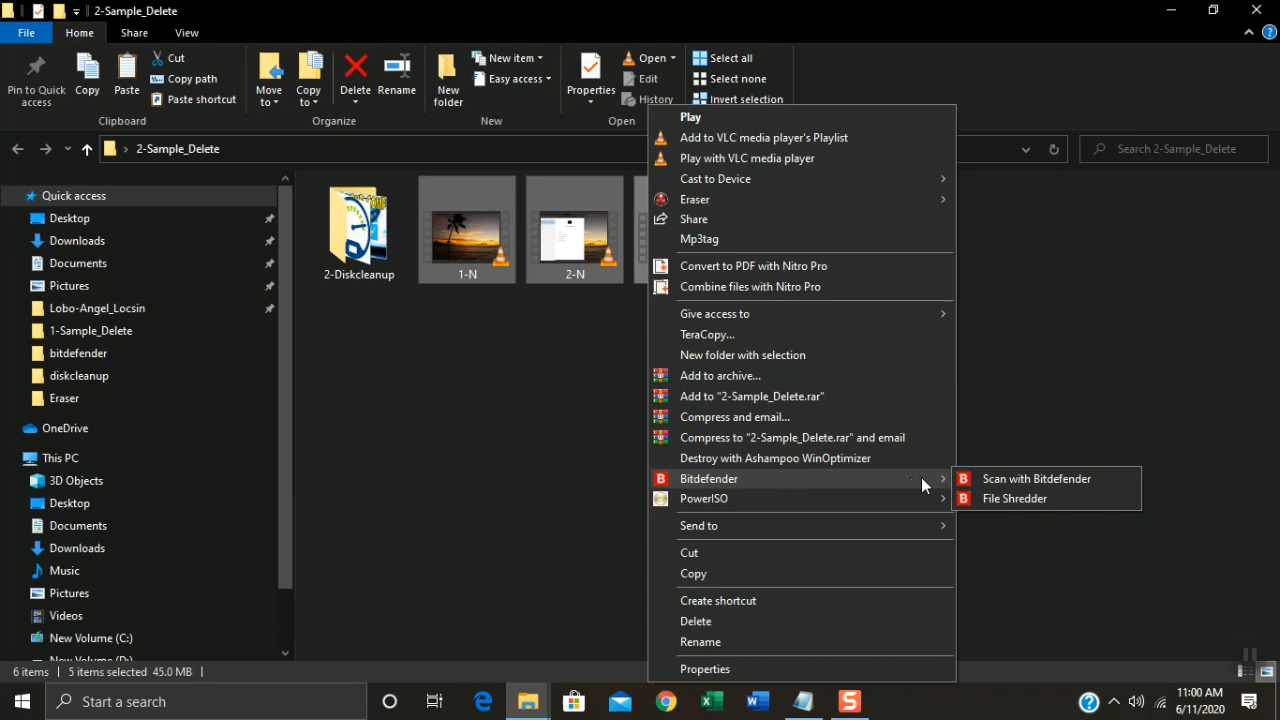 2-Sample_Delete
File
Home
Share
View
Pin to Quick access
Copy
Paste
Cut
Copy path
Paste shortcut
Clipboard
Move to
Copy to
Delete
Rename
Organize
New folder
New item
Easy access
New
Properties
Open
Edit
History
Open
Select all
Select none
Invert selection
2-Sample_Delete
Search 2-Sample_Delete
Quick access
Desktop
Downloads
Documents
Pictures
Lobo-Angel_Locsin
1-Sample_Delete
bitdefender
diskcleanup
Eraser
OneDrive
This PC
3D Objects
Desktop
Documents
Downloads
Music
Pictures
Videos
New Volume (C:)
New Volume (D:)
2-Diskcleanup
1-N
2-N
Play
Add to VLC media player's Playlist
Play with VLC media player
Cast to Device
Eraser
Share
Mp3tag
Convert to PDF with Nitro Pro
Combine files with Nitro Pro
Give access to
TeraCopy...
New folder with selection
Add to archive...
Add to "2-Sample_Delete.rar"
Compress and email...
Compress to "2-Sample_Delete.rar" and email
Destroy with Ashampoo WinOptimizer
Bitdefender
PowerISO
Send to
Cut
Copy
Create shortcut
Delete
Rename
Properties
Scan with Bitdefender
File Shredder
6 items
5 items selected 45.0 MB
Start a search
11:00 AM
6/11/2020